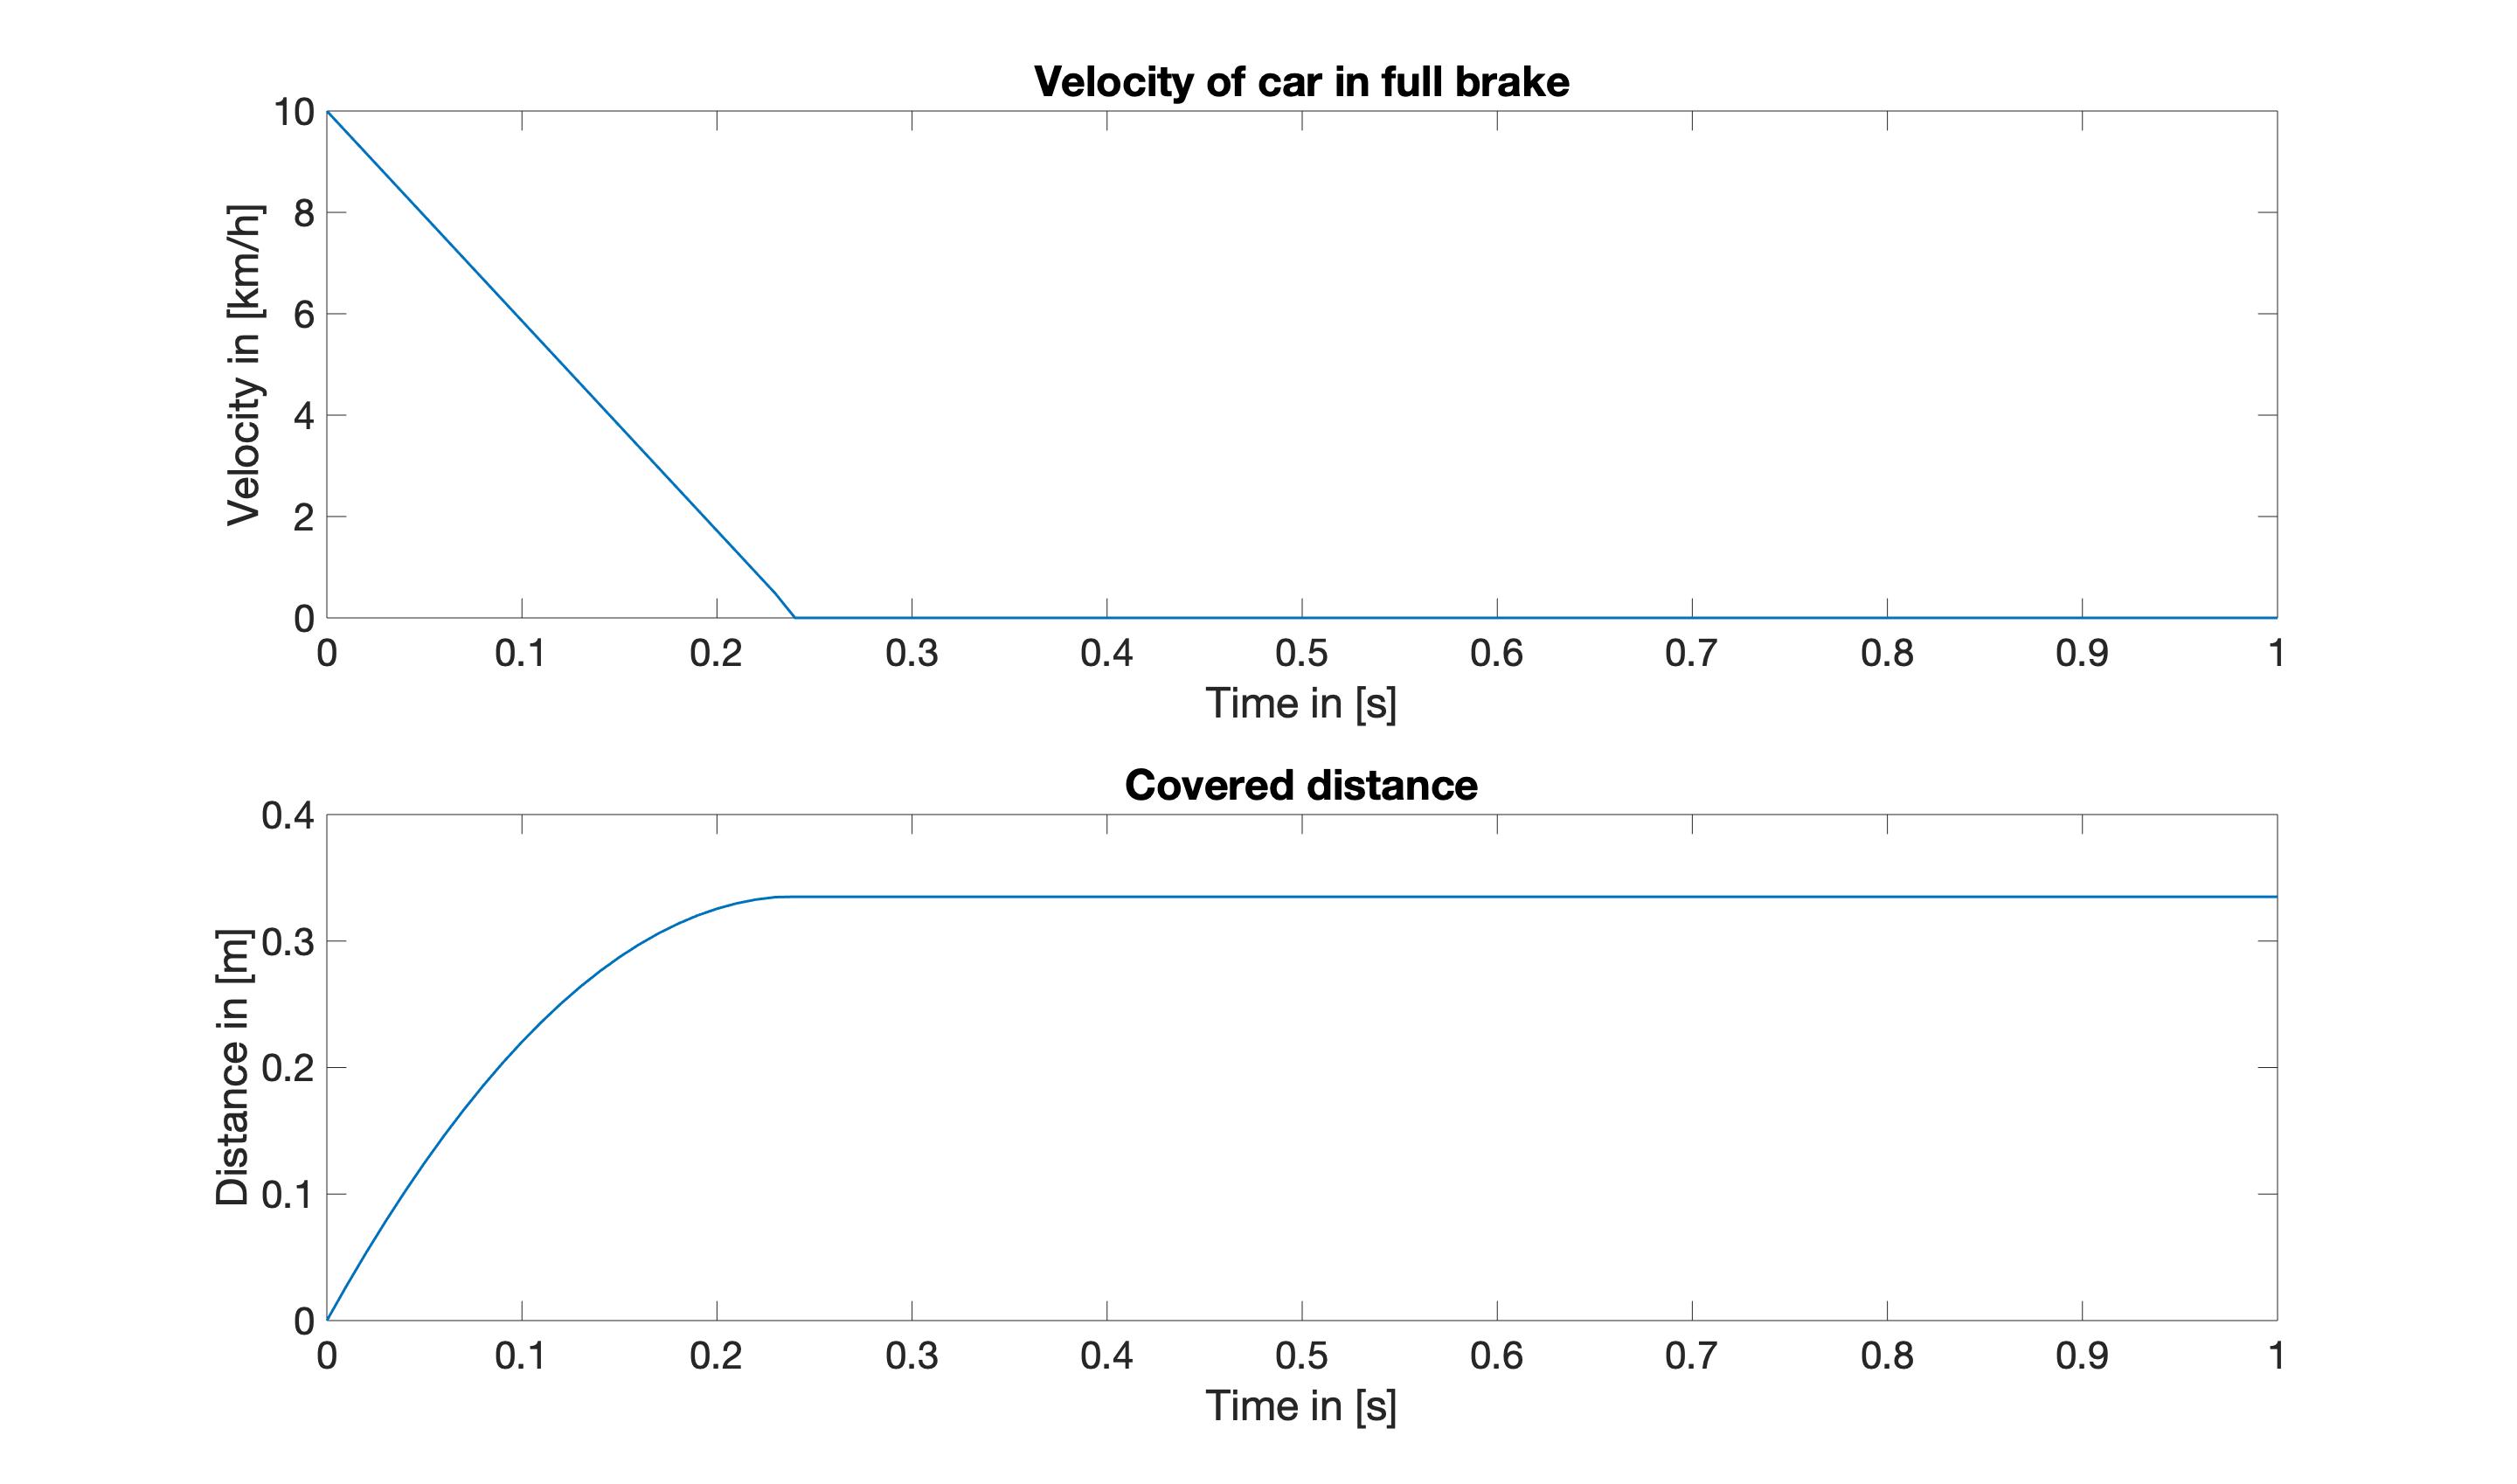 Velocity of car in full brake
10
8
6
4
2
0
Velocity in [km/h]
0 0.1 0.2 0.3 0.4 0.5 0.6 0.7 0.8 0.9 1
Time in [s]
Covered distance
0.4
0.3
0.2
0.1
0
Distance in [m]
0 0.1 0.2 0.3 0.4 0.5 0.6 0.7 0.8 0.9 1
Time in [s]